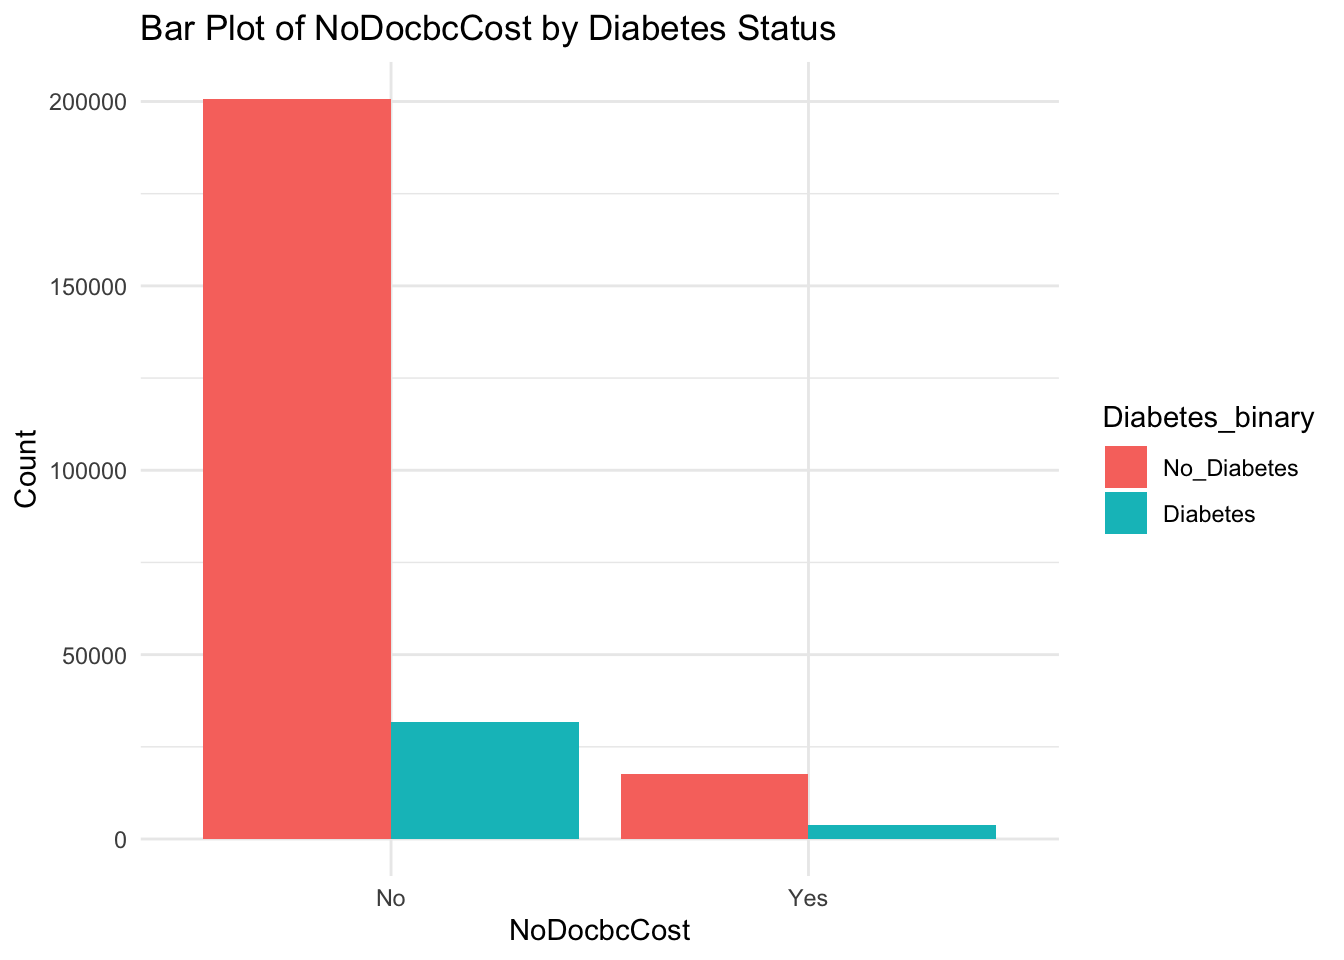 Bar Plot of NoDocbcCost by Diabetes Status
200000
150000
100000
50000
0
Count
No
Yes
NoDocbcCost
Diabetes_binary
No_Diabetes
Diabetes